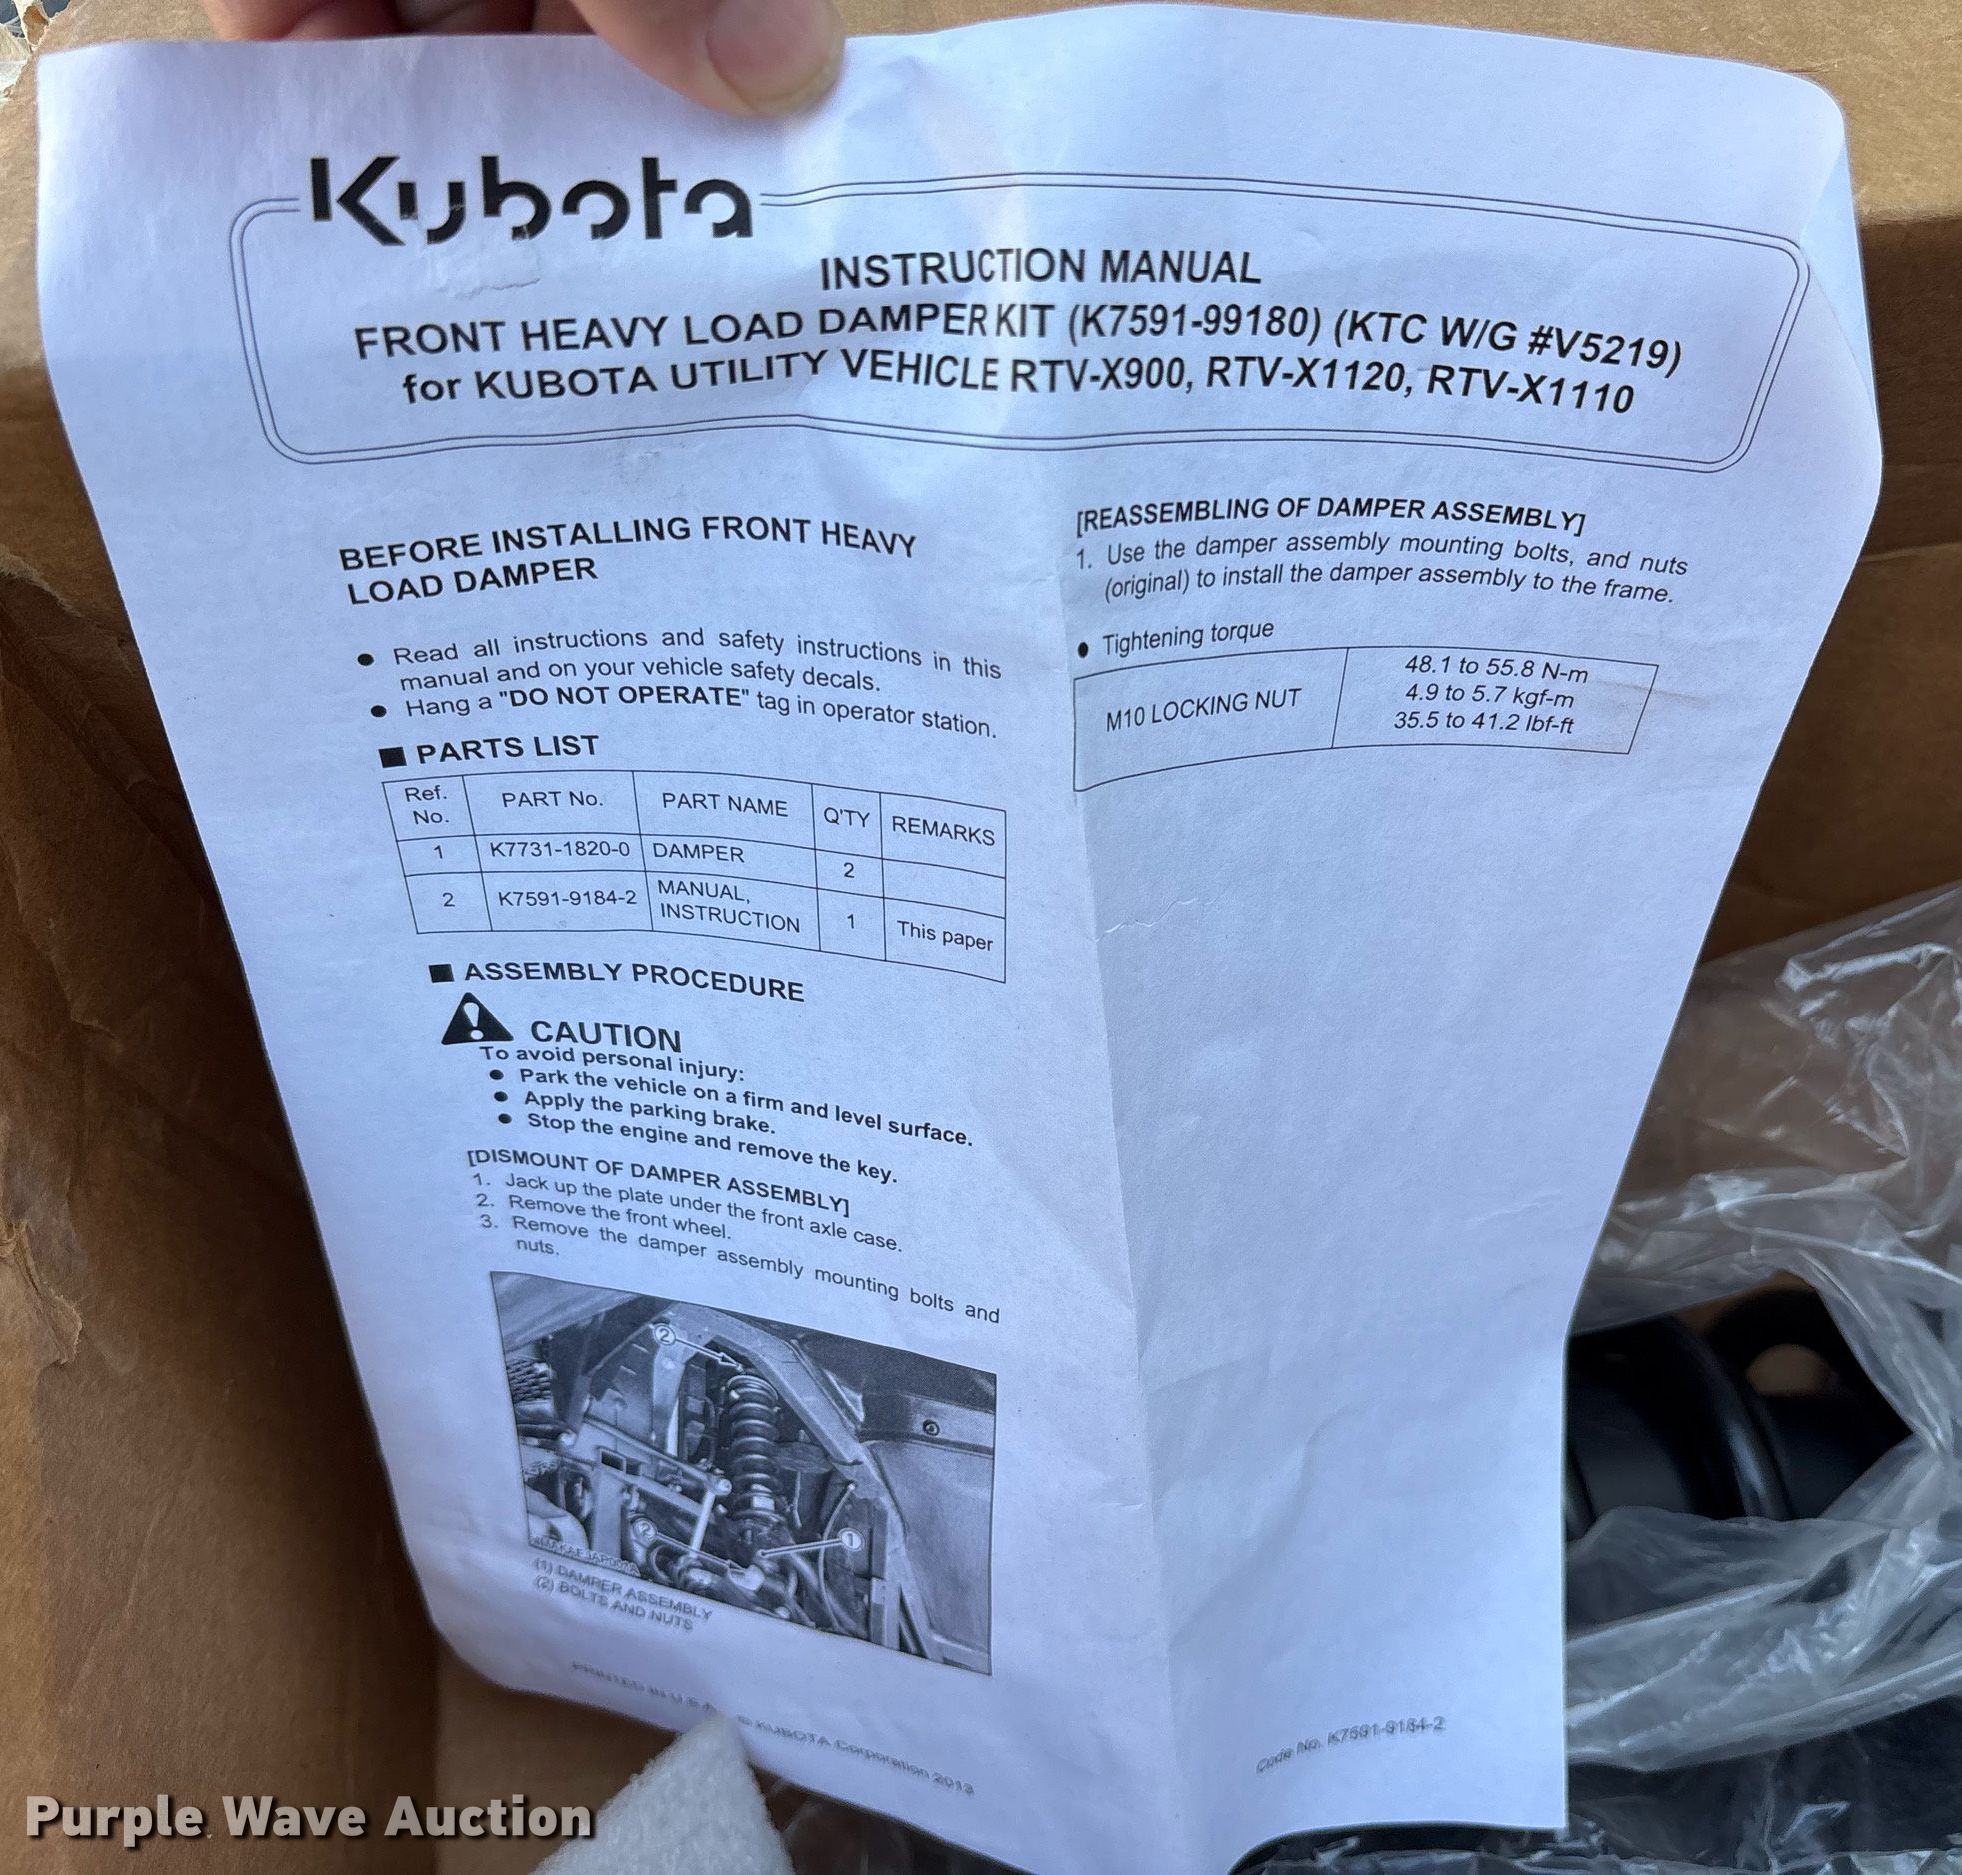 Kubota
INSTRUCTION MANUAL
FRONT HEAVY LOAD DAMPER KIT (K7591-99180) (KTC W/G #V5219)
for KUBOTA UTILITY VEHICLE RTV-X900, RTV-X1120, RTV-X1110
BEFORE INSTALLING FRONT HEAVY
LOAD DAMPER
● Read all instructions and safety instructions in this
manual and on your vehicle safety decals.
● Hang a "DO NOT OPERATE" tag in operator station.
■ PARTS LIST
Ref. No. PART No. PART NAME Q'TY REMARKS
1 K7731-1820-0 DAMPER 2
2 K7591-9184-2 MANUAL, INSTRUCTION 1 This paper
■ ASSEMBLY PROCEDURE
CAUTION
To avoid personal injury:
● Park the vehicle on a firm and level surface.
● Apply the parking brake.
● Stop the engine and remove the key.
[DISMOUNT OF DAMPER ASSEMBLY]
1. Jack up the plate under the front axle case.
2. Remove the front wheel.
3. Remove the damper assembly mounting bolts and
nuts.
2
2
1
(1) DAMPER ASSEMBLY
(2) BOLTS AND NUTS
[REASSEMBLING OF DAMPER ASSEMBLY]
1. Use the damper assembly mounting bolts, and nuts
(original) to install the damper assembly to the frame.
● Tightening torque
M10 LOCKING NUT
48.1 to 55.8 N-m
4.9 to 5.7 kgf-m
35.5 to 41.2 lbf-ft
PRINTED IN U.S.A. © KUBOTA Corporation 2013
Code No. K7591-9184-2
Purple Wave Auction